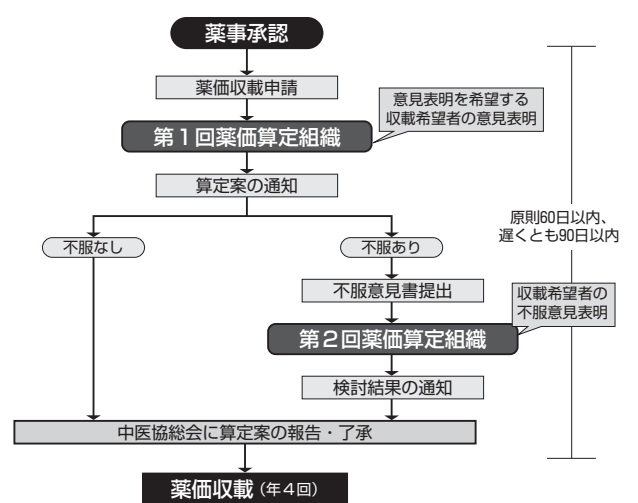 薬事承認
薬価収載申請
意見表明を希望する
収載希望者の意見表明
第1回薬価算定組織
算定案の通知
原則60日以内、
遅くとも90日以内
不服なし
不服あり
不服意見書提出
収載希望者の
不服意見表明
第2回薬価算定組織
検討結果の通知
中医協総会に算定案の報告・了承
薬価収載（年4回）